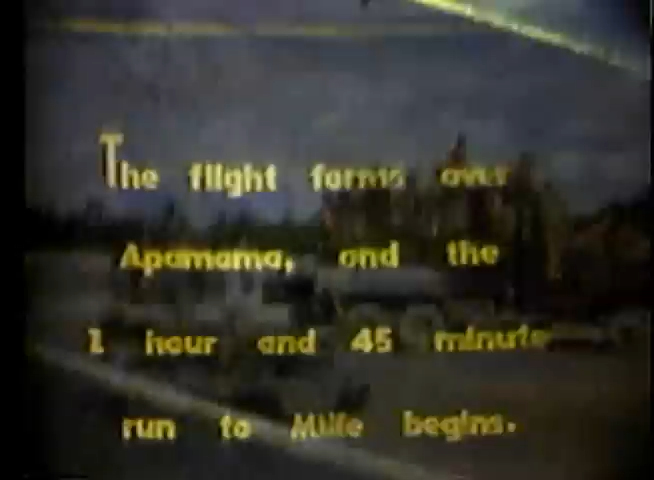 The flight forms over
Apamama, and the
1 hour and 45 minute
run to Mille begins.